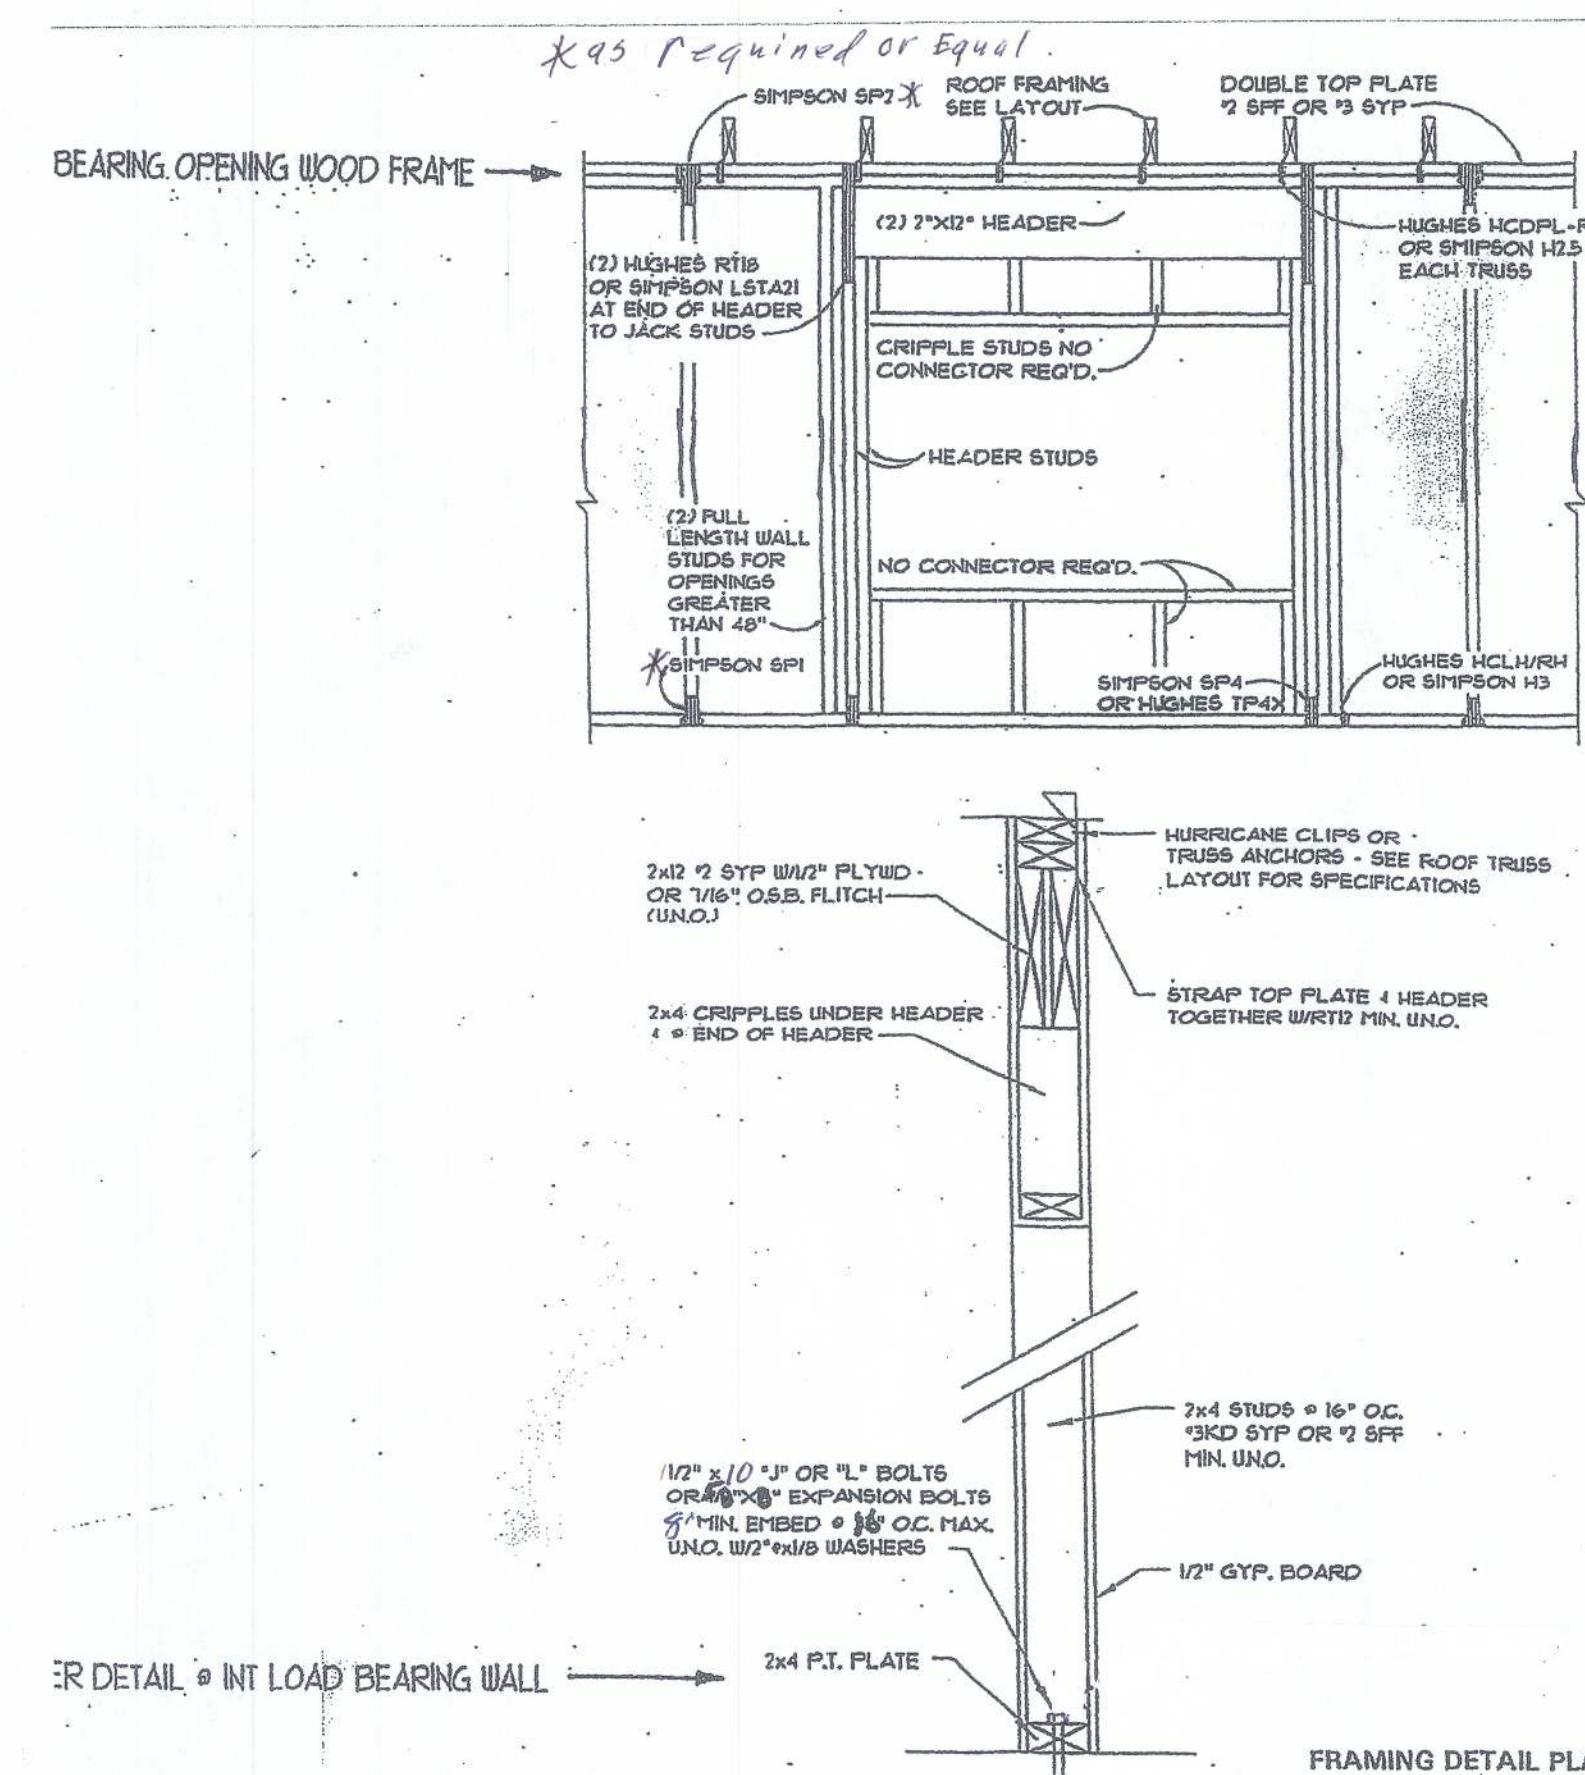 *as required or Equal.
SIMPSON SP2 *
ROOF FRAMING
SEE LAYOUT
DOUBLE TOP PLATE
#2 SPF OR #3 SYP
BEARING OPENING WOOD FRAME
(2) 2"X12" HEADER
HUGHES HCDPL-R
OR SMIPSON H2.5
EACH TRUSS
(2) HUGHES RT18
OR SIMPSON LSTA21
AT END OF HEADER
TO JACK STUDS
CRIPPLE STUDS NO
CONNECTOR REQ'D.
HEADER STUDS
(2) FULL
LENGTH WALL
STUDS FOR
OPENINGS
GREATER
THAN 48"
NO CONNECTOR REQ'D.
*SIMPSON SP1
SIMPSON SP4
OR HUGHES TP4X
HUGHES HCLH/RH
OR SIMPSON H3
HURRICANE CLIPS OR
TRUSS ANCHORS - SEE ROOF TRUSS
LAYOUT FOR SPECIFICATIONS
2x12 #2 SYP W/1/2" PLYWD
OR 7/16" O.S.B. FLITCH
(U.N.O.)
STRAP TOP PLATE & HEADER
TOGETHER W/RT12 MIN. U.N.O.
2x4 CRIPPLES UNDER HEADER
& @ END OF HEADER
2x4 STUDS @ 16" O.C.
#3KD SYP OR #2 SPF
MIN. U.N.O.
1/2" x 10 "J" OR "L" BOLTS
OR EXPANSION BOLTS
8" MIN. EMBED @ O.C. MAX.
U.N.O. W/2"øx1/8 WASHERS
1/2" GYP. BOARD
2x4 P.T. PLATE
ER DETAIL @ INT LOAD BEARING WALL
FRAMING DETAIL PLA